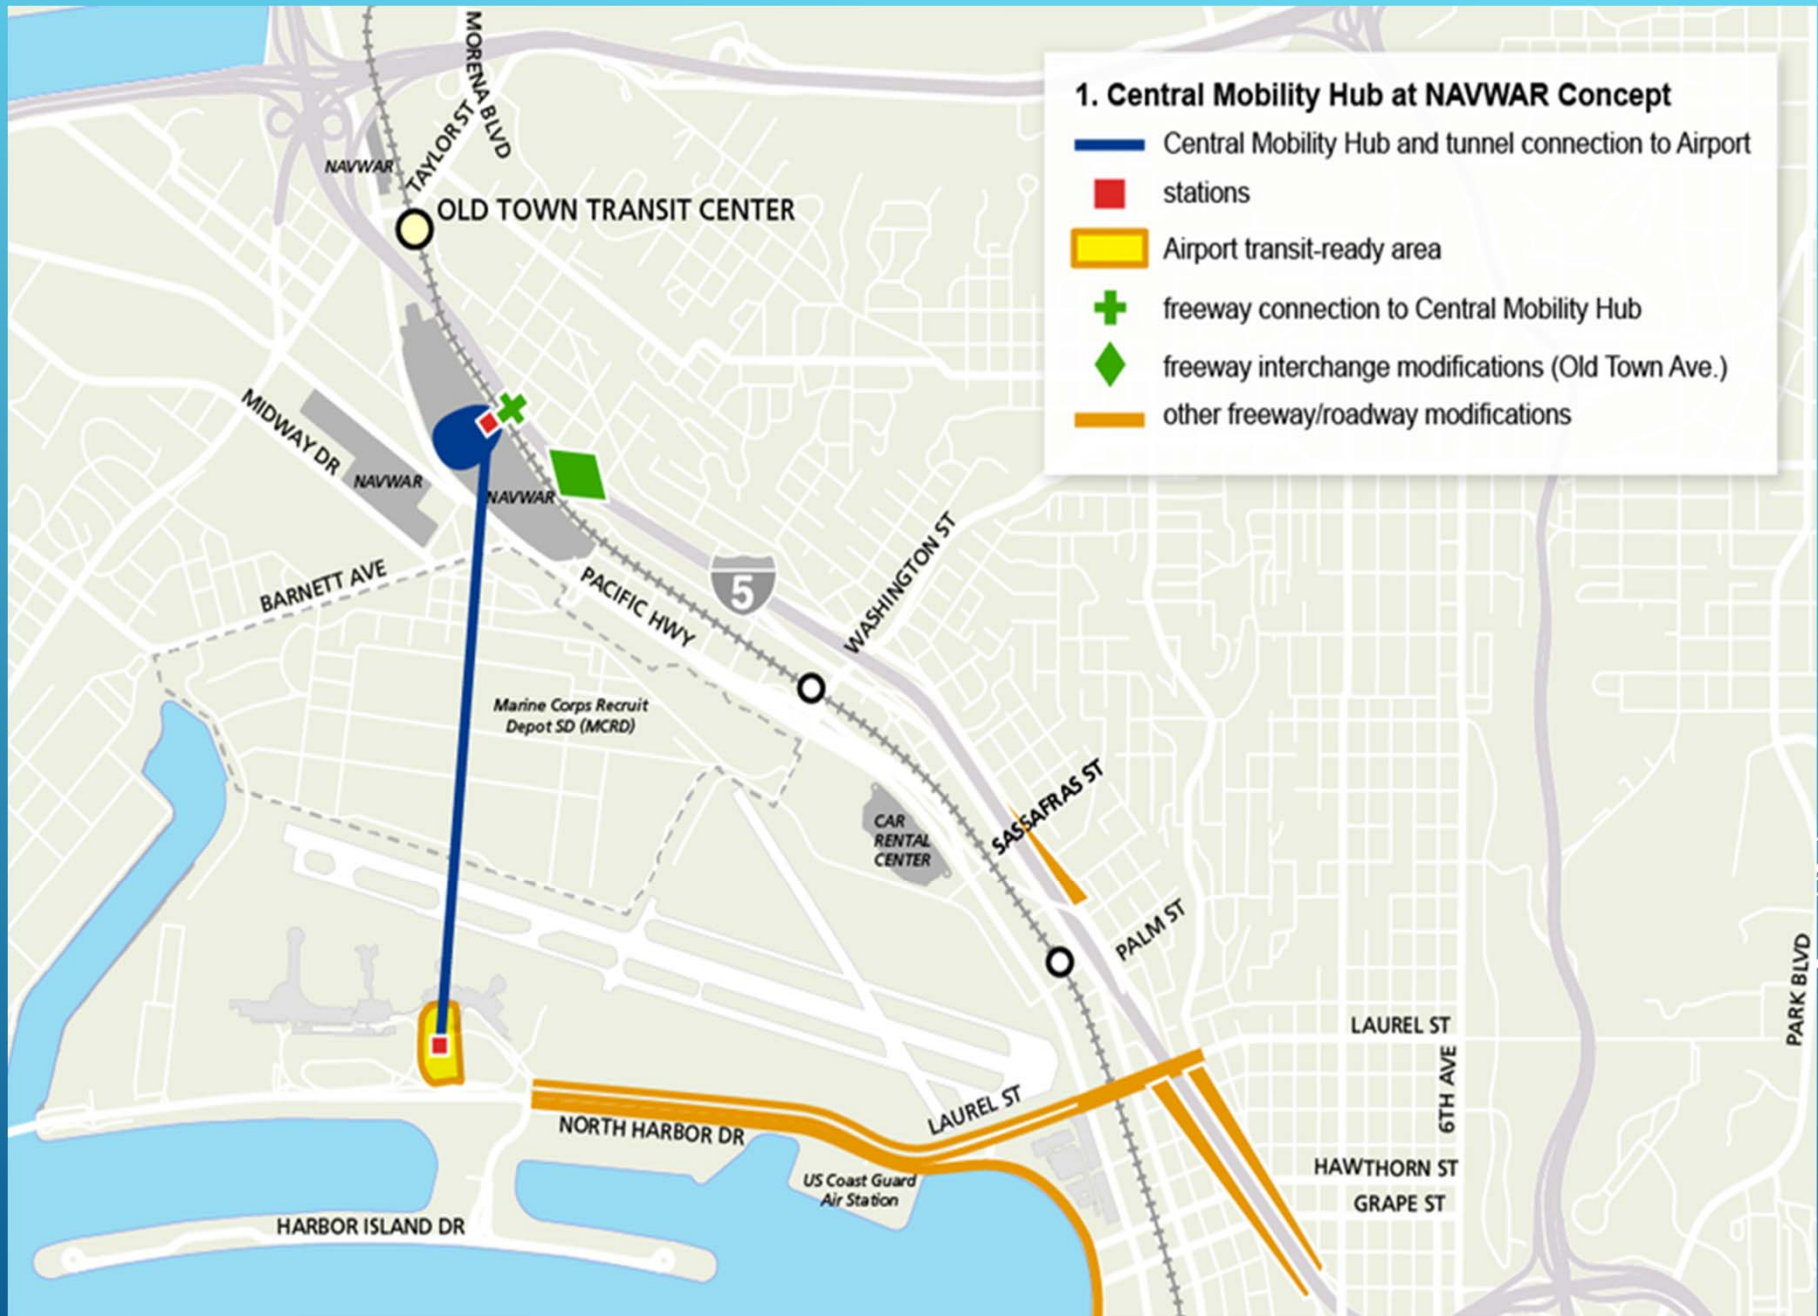 1. Central Mobility Hub at NAVWAR Concept
Central Mobility Hub and tunnel connection to Airport
stations
Airport transit-ready area
freeway connection to Central Mobility Hub
freeway interchange modifications (Old Town Ave.)
other freeway/roadway modifications
MORENA BLVD
TAYLOR ST
NAVWAR
OLD TOWN TRANSIT CENTER
MIDWAY DR
NAVWAR
NAVWAR
BARNETT AVE
PACIFIC HWY
5
WASHINGTON ST
Marine Corps Recruit
Depot SD (MCRD)
SASSAFRAS ST
CAR
RENTAL
CENTER
PALM ST
PARK BLVD
LAUREL ST
6TH AVE
LAUREL ST
NORTH HARBOR DR
HAWTHORN ST
US Coast Guard
Air Station
GRAPE ST
HARBOR ISLAND DR